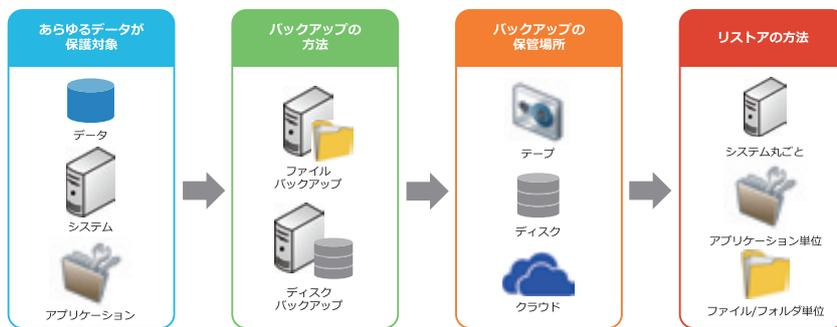 あらゆるデータが
保護対象
データ
システム
アプリケーション
バックアップの
方法
ファイル
バックアップ
ディスク
バックアップ
バックアップの
保管場所
テープ
ディスク
クラウド
リストアの方法
システム丸ごと
アプリケーション単位
ファイル/フォルダ単位